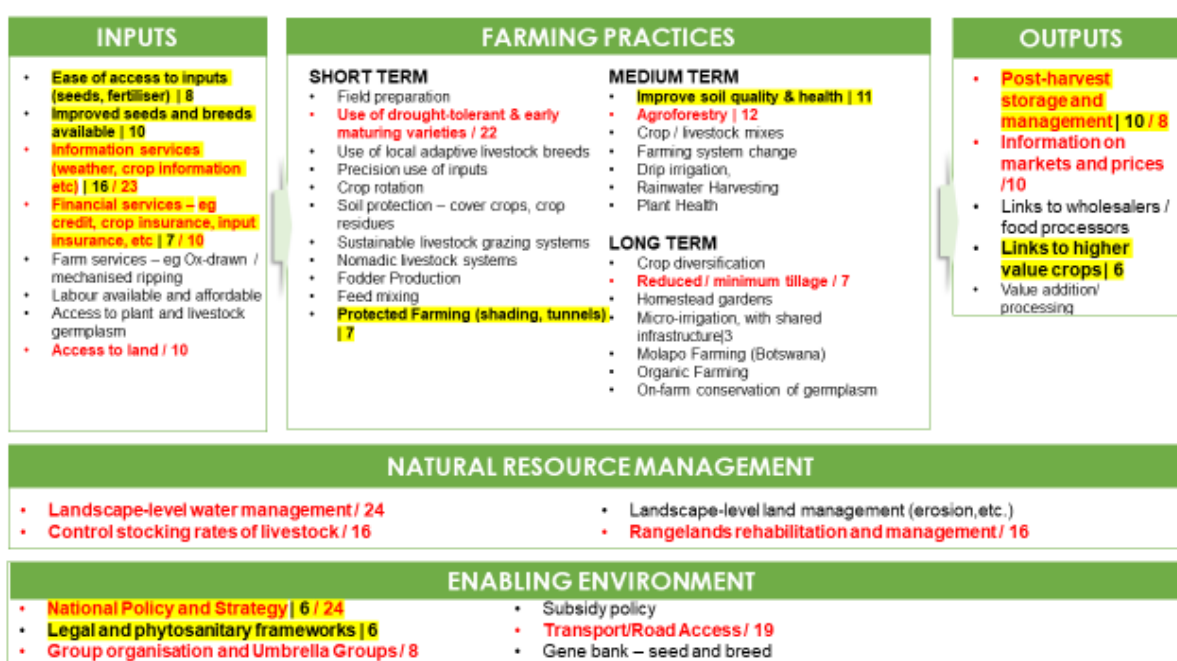 INPUTS
• Ease of access to inputs
(seeds, fertiliser) | 8
• Improved seeds and breeds
available | 10
• Information services
(weather, crop information
etc) | 16 / 23
• Financial services – eg
credit, crop insurance, input
insurance, etc | 7 / 10
• Farm services – eg Ox-drawn /
mechanised ripping
• Labour available and affordable
• Access to plant and livestock
germplasm
• Access to land / 10
FARMING PRACTICES
SHORT TERM
• Field preparation
• Use of drought-tolerant & early
maturing varieties / 22
• Use of local adaptive livestock breeds
• Precision use of inputs
• Crop rotation
• Soil protection – cover crops, crop
residues
• Sustainable livestock grazing systems
• Nomadic livestock systems
• Fodder Production
• Feed mixing
• Protected Farming (shading, tunnels)
| 7
MEDIUM TERM
• Improve soil quality & health | 11
• Agroforestry | 12
• Crop / livestock mixes
• Farming system change
• Drip irrigation,
• Rainwater Harvesting
• Plant Health
LONG TERM
• Crop diversification
• Reduced / minimum tillage / 7
• Homestead gardens
• Micro-irrigation, with shared
infrastructure|3
• Molapo Farming (Botswana)
• Organic Farming
• On-farm conservation of germplasm
OUTPUTS
• Post-harvest
storage and
management| 10 / 8
• Information on
markets and prices
/10
• Links to wholesalers /
food processors
• Links to higher
value crops| 6
• Value addition/
processing
NATURAL RESOURCE MANAGEMENT
• Landscape-level water management / 24
• Control stocking rates of livestock / 16
• Landscape-level land management (erosion,etc.)
• Rangelands rehabilitation and management / 16
ENABLING ENVIRONMENT
• National Policy and Strategy| 6 / 24
• Legal and phytosanitary frameworks | 6
• Group organisation and Umbrella Groups / 8
• Subsidy policy
• Transport/Road Access / 19
• Gene bank – seed and breed